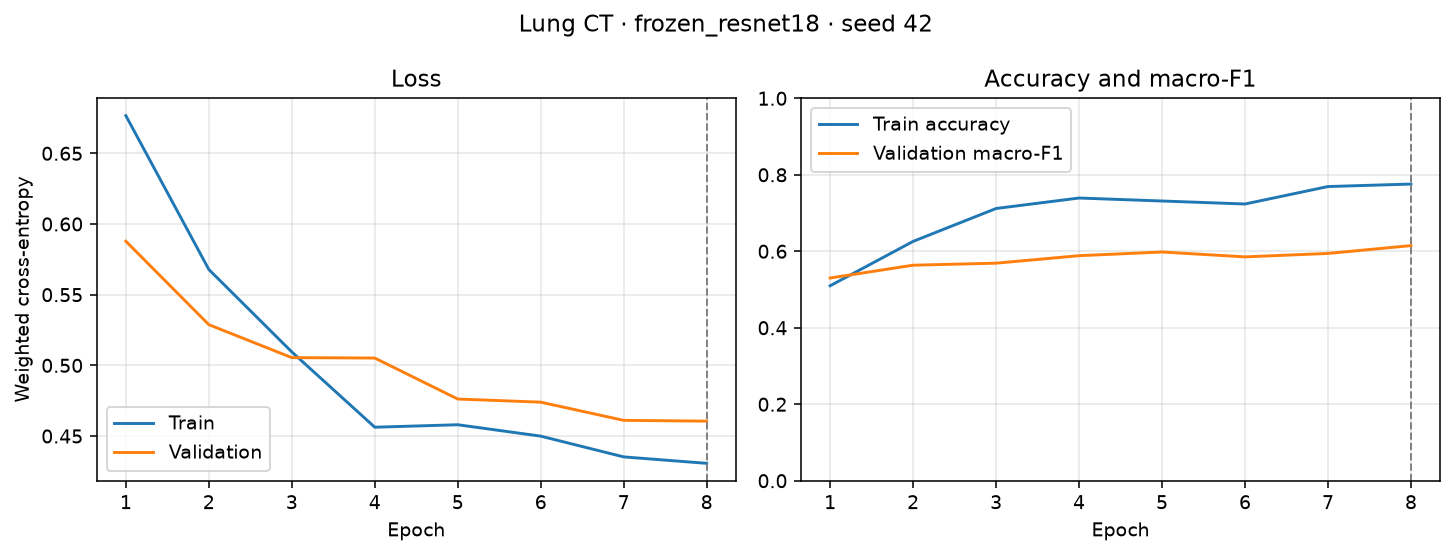 Lung CT · frozen_resnet18 · seed 42
Loss
Weighted cross-entropy
0.65
0.60
0.55
0.50
0.45
Train
Validation
1 2 3 4 5 6 7 8
Epoch
Accuracy and macro-F1
1.0
0.8
0.6
0.4
0.2
0.0
Train accuracy
Validation macro-F1
1 2 3 4 5 6 7 8
Epoch